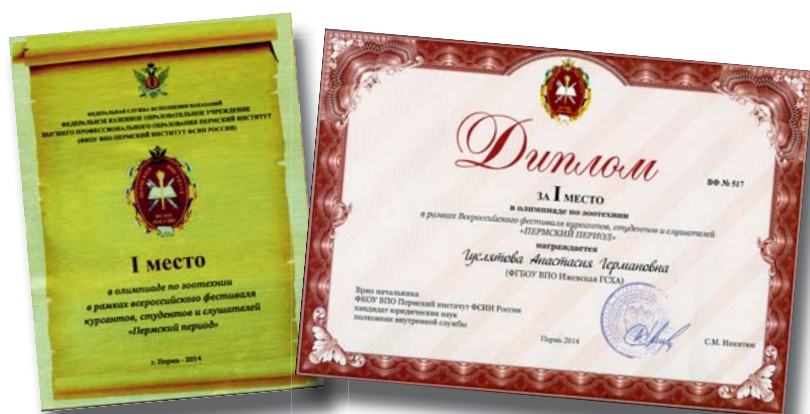 ФЕДЕРАЛЬНАЯ СЛУЖБА ИСПОЛНЕНИЯ НАКАЗАНИЙ
ФЕДЕРАЛЬНОЕ КАЗЕННОЕ ОБРАЗОВАТЕЛЬНОЕ УЧРЕЖДЕНИЕ
ВЫСШЕГО ПРОФЕССИОНАЛЬНОГО ОБРАЗОВАНИЯ ПЕРМСКИЙ ИНСТИТУТ
(ФКОУ ВПО ПЕРМСКИЙ ИНСТИТУТ ФСИН РОССИИ)
I место
в олимпиаде по зоотехнии
в рамках всероссийского фестиваля
курсантов, студентов и слушателей
«Пермский период»
г. Пермь - 2014
Диплом
ВФ № 517
ЗА I МЕСТО
в олимпиаде по зоотехнии
в рамках Всероссийского фестиваля курсантов, студентов и слушателей
«ПЕРМСКИЙ ПЕРИОД»
награждается
Гуслятова Анастасия Германовна
(ФГБОУ ВПО Ижевская ГСХА)
Врио начальника
ФКОУ ВПО Пермский институт ФСИН России
кандидат юридических наук
полковник внутренней службы
Пермь 2014
С.М. Никитюк